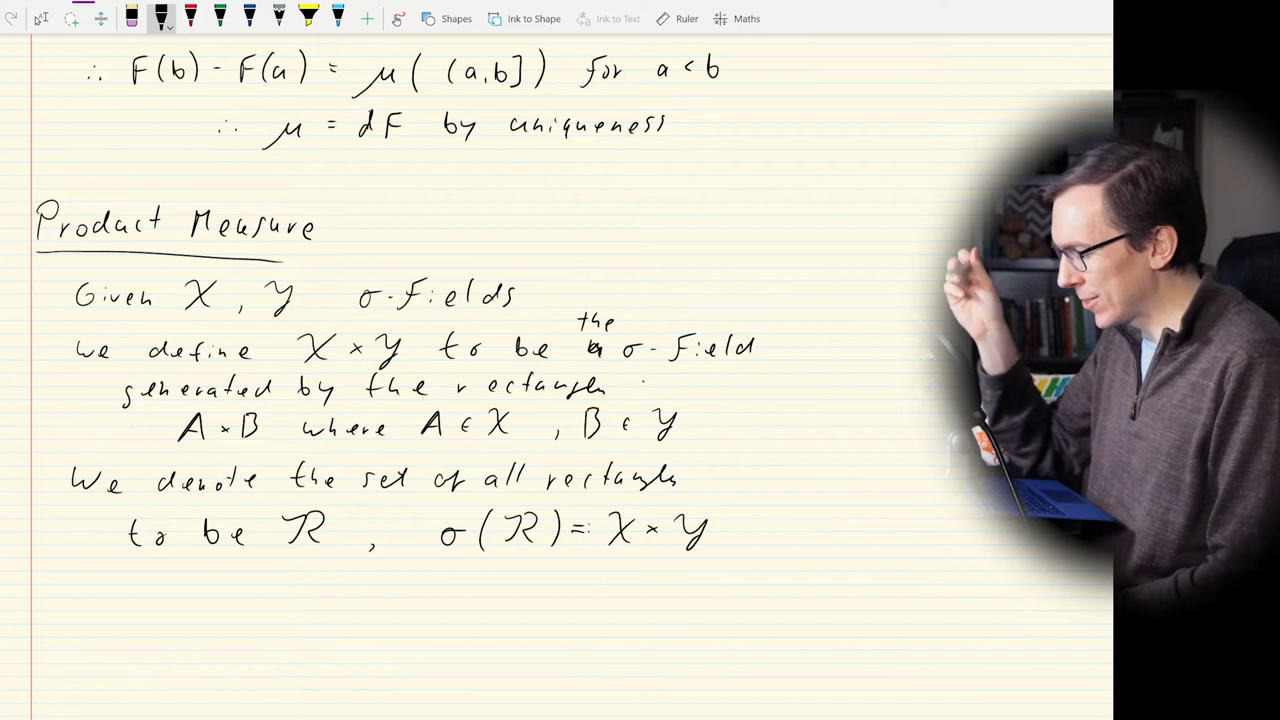 Shapes Ink to Shape Ink to Text Ruler Maths
∴ F(b) - F(a) = μ( (a,b] ) for a < b
∴ μ = dF by uniqueness
Product Measure
Given 𝒳, 𝒴 σ-fields
the
we define 𝒳 × 𝒴 to be σ-field
generated by the rectangles
A × B where A ∈ 𝒳, B ∈ 𝒴
We denote the set of all rectangles
to be ℛ, σ(ℛ) =: 𝒳 × 𝒴